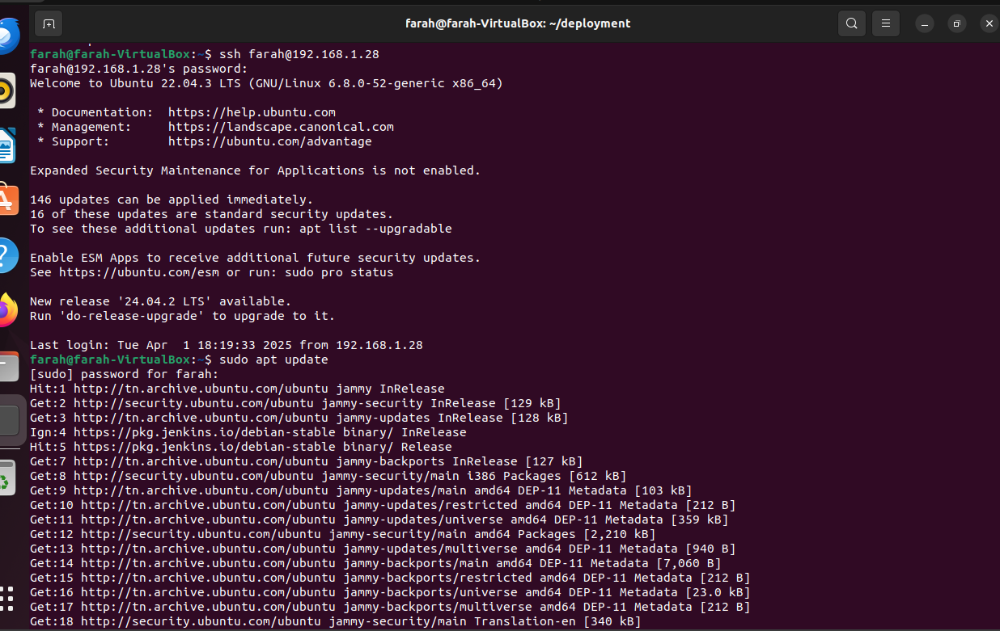 farah@farah-VirtualBox: ~/deployment
farah@farah-VirtualBox:~$ ssh farah@192.168.1.28
farah@192.168.1.28's password:
Welcome to Ubuntu 22.04.3 LTS (GNU/Linux 6.8.0-52-generic x86_64)
* Documentation:  https://help.ubuntu.com
* Management:     https://landscape.canonical.com
* Support:        https://ubuntu.com/advantage
Expanded Security Maintenance for Applications is not enabled.
146 updates can be applied immediately.
16 of these updates are standard security updates.
To see these additional updates run: apt list --upgradable
Enable ESM Apps to receive additional future security updates.
See https://ubuntu.com/esm or run: sudo pro status
New release '24.04.2 LTS' available.
Run 'do-release-upgrade' to upgrade to it.
Last login: Tue Apr  1 18:19:33 2025 from 192.168.1.28
farah@farah-VirtualBox:~$ sudo apt update
[sudo] password for farah:
Hit:1 http://tn.archive.ubuntu.com/ubuntu jammy InRelease
Get:2 http://security.ubuntu.com/ubuntu jammy-security InRelease [129 kB]
Get:3 http://tn.archive.ubuntu.com/ubuntu jammy-updates InRelease [128 kB]
Ign:4 https://pkg.jenkins.io/debian-stable binary/ InRelease
Hit:5 https://pkg.jenkins.io/debian-stable binary/ Release
Get:7 http://tn.archive.ubuntu.com/ubuntu jammy-backports InRelease [127 kB]
Get:8 http://security.ubuntu.com/ubuntu jammy-security/main i386 Packages [612 kB]
Get:9 http://tn.archive.ubuntu.com/ubuntu jammy-updates/main amd64 DEP-11 Metadata [103 kB]
Get:10 http://tn.archive.ubuntu.com/ubuntu jammy-updates/restricted amd64 DEP-11 Metadata [212 B]
Get:11 http://tn.archive.ubuntu.com/ubuntu jammy-updates/universe amd64 DEP-11 Metadata [359 kB]
Get:12 http://security.ubuntu.com/ubuntu jammy-security/main amd64 Packages [2,210 kB]
Get:13 http://tn.archive.ubuntu.com/ubuntu jammy-updates/multiverse amd64 DEP-11 Metadata [940 B]
Get:14 http://tn.archive.ubuntu.com/ubuntu jammy-backports/main amd64 DEP-11 Metadata [7,060 B]
Get:15 http://tn.archive.ubuntu.com/ubuntu jammy-backports/restricted amd64 DEP-11 Metadata [212 B]
Get:16 http://tn.archive.ubuntu.com/ubuntu jammy-backports/universe amd64 DEP-11 Metadata [23.0 kB]
Get:17 http://tn.archive.ubuntu.com/ubuntu jammy-backports/multiverse amd64 DEP-11 Metadata [212 B]
Get:18 http://security.ubuntu.com/ubuntu jammy-security/main Translation-en [340 kB]